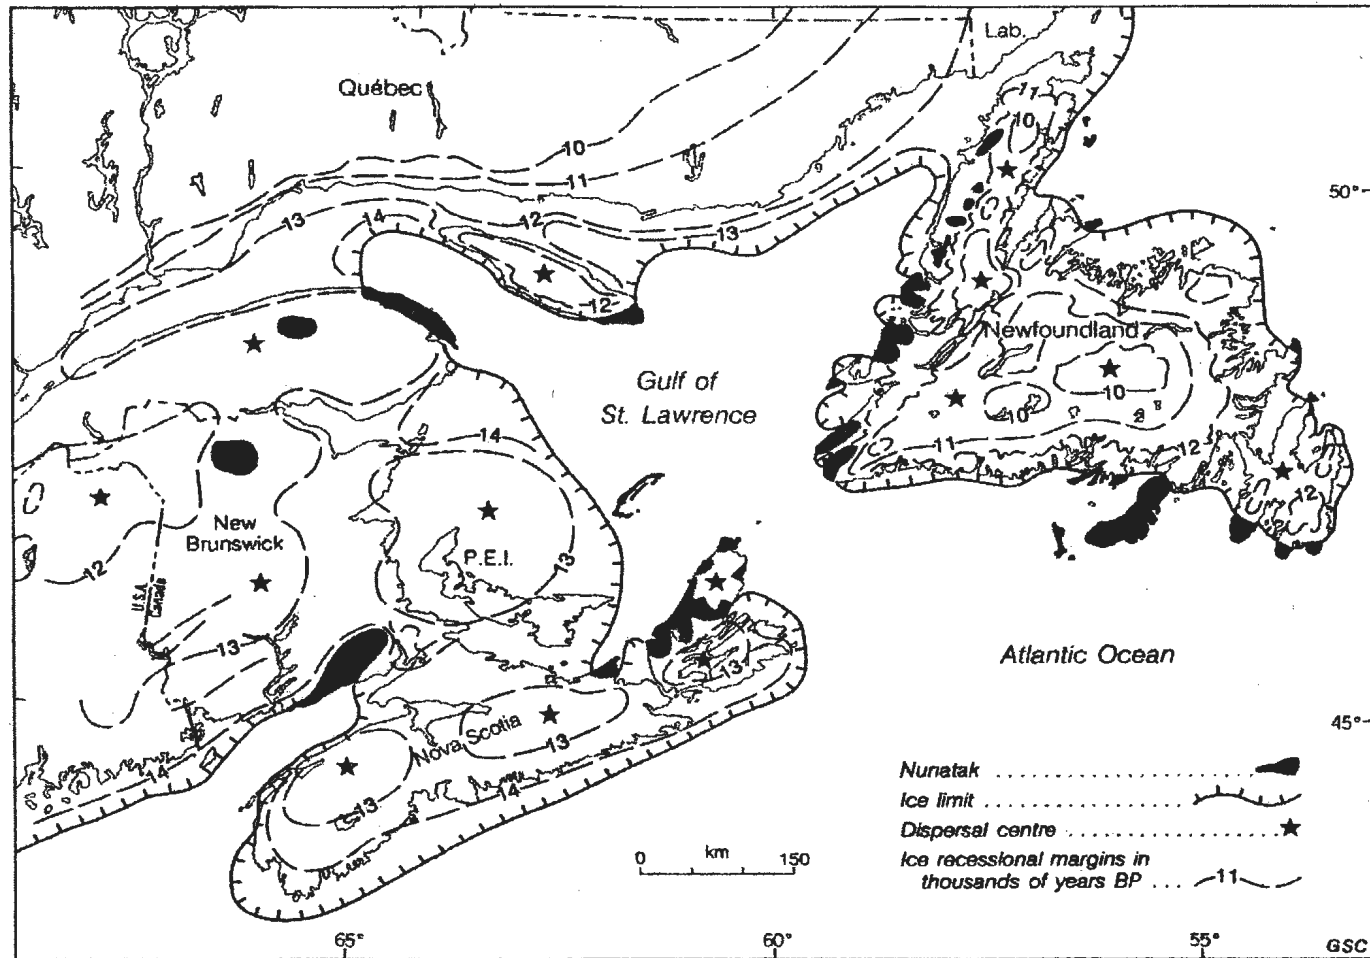 Lab.
Québec
11
10
10
11
50°
14
13
12
13
12
Newfoundland
10
10
Gulf of
St. Lawrence
14
11
12
12
New
Brunswick
P.E.I.
13
12
U.S.A.
Canada
13
13
Atlantic Ocean
45°
Nova Scotia
13
14
13
14
Nunatak
Ice limit
Dispersal centre
Ice recessional margins in
thousands of years BP ... 11
0 km 150
65° 60° 55°
GSC